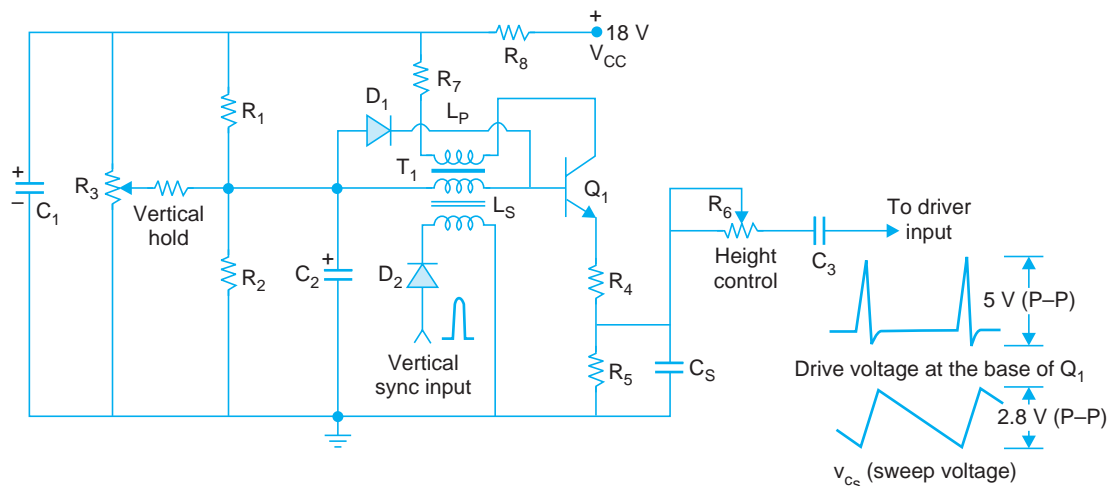 +
18 V
V_CC
R_8
R_7
D_1
L_P
R_1
T_1
+
−
C_1
R_3
Vertical
hold
L_S
Q_1
R_6
To driver
input
Height
control
C_3
R_2
+
C_2
D_2
R_4
Vertical
sync input
R_5
C_S
5 V (P–P)
Drive voltage at the base of Q_1
2.8 V (P–P)
v_c_s (sweep voltage)